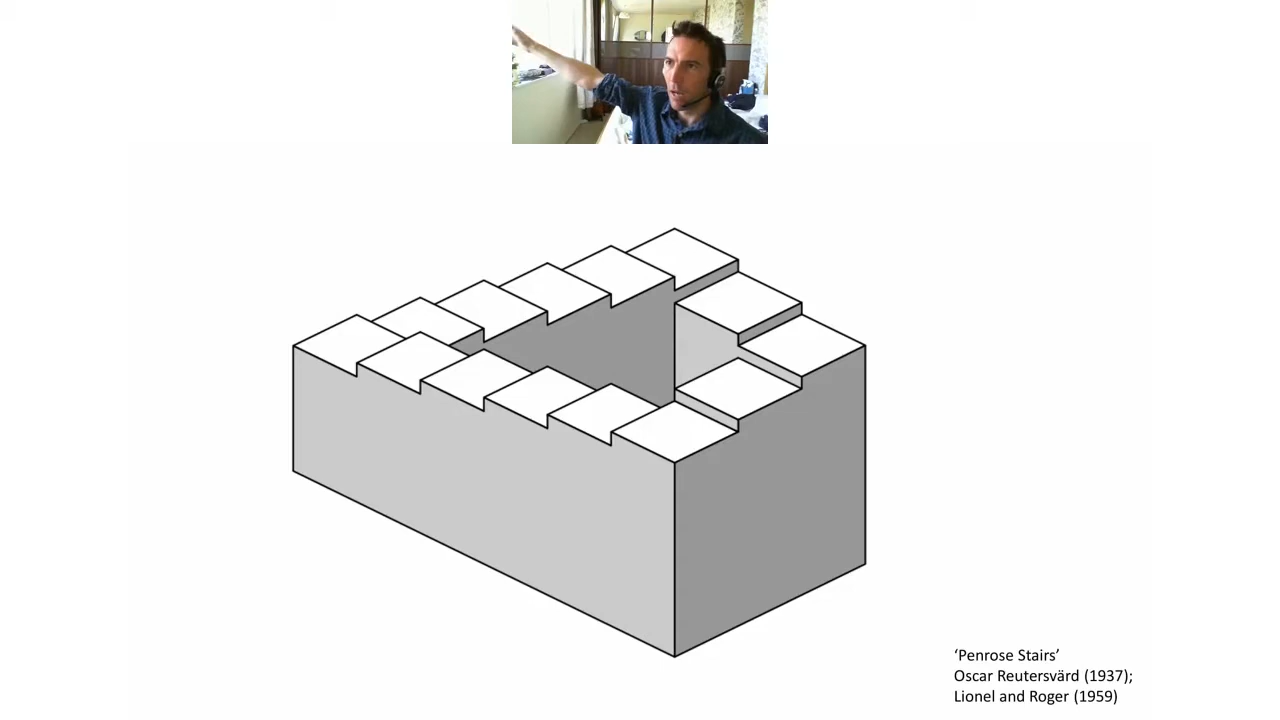 ‘Penrose Stairs’
Oscar Reutersvärd (1937);
Lionel and Roger (1959)